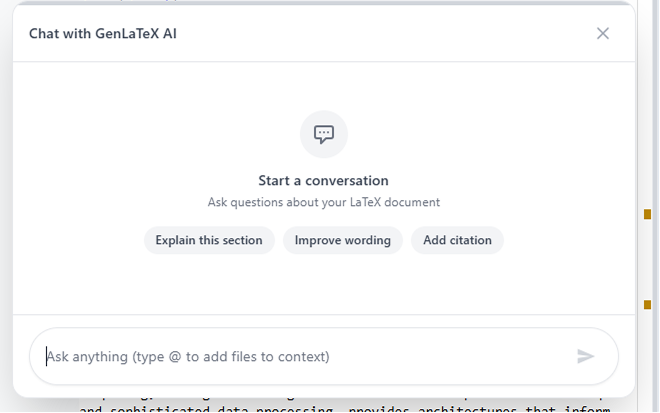 Chat with GenLaTeX AI
Start a conversation
Ask questions about your LaTeX document
Explain this section Improve wording Add citation
Ask anything (type @ to add files to context)
and sophisticated data processing, provides architectures that inform